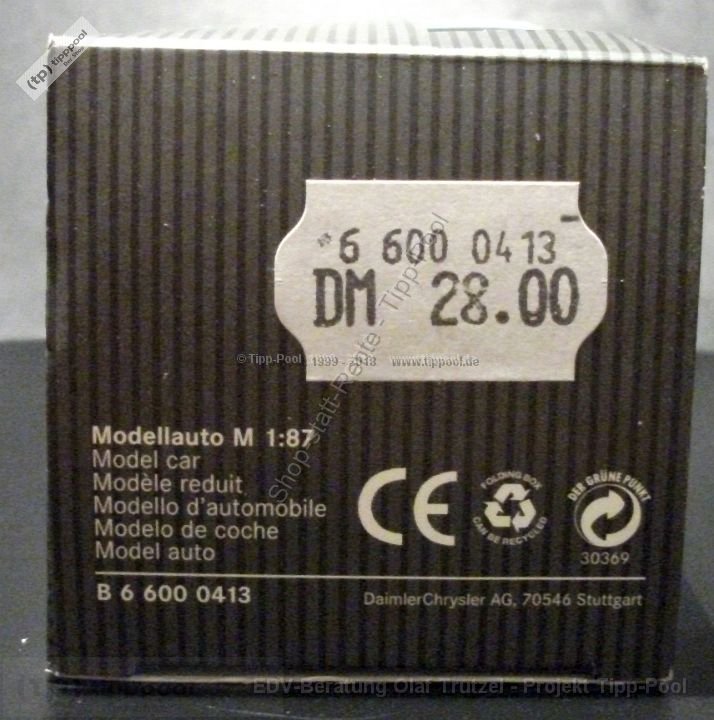 (tp) tipppool
Der Shop
6 600 0413
DM 28.00
© Tipp-Pool 1999 - 2013 www.tippool.de
Shop-statt-Rente - Tipp-Pool
Modellauto M 1:87
Model car
Modèle reduit
Modello d'automobile
Modelo de coche
Model auto
CE
FOLDING BOX
CAN BE RECYCLED
DER GRÜNE PUNKT
30369
B 6 600 0413
DaimlerChrysler AG, 70546 Stuttgart
EDV-Beratung Olaf Trutzel - Projekt Tipp-Pool